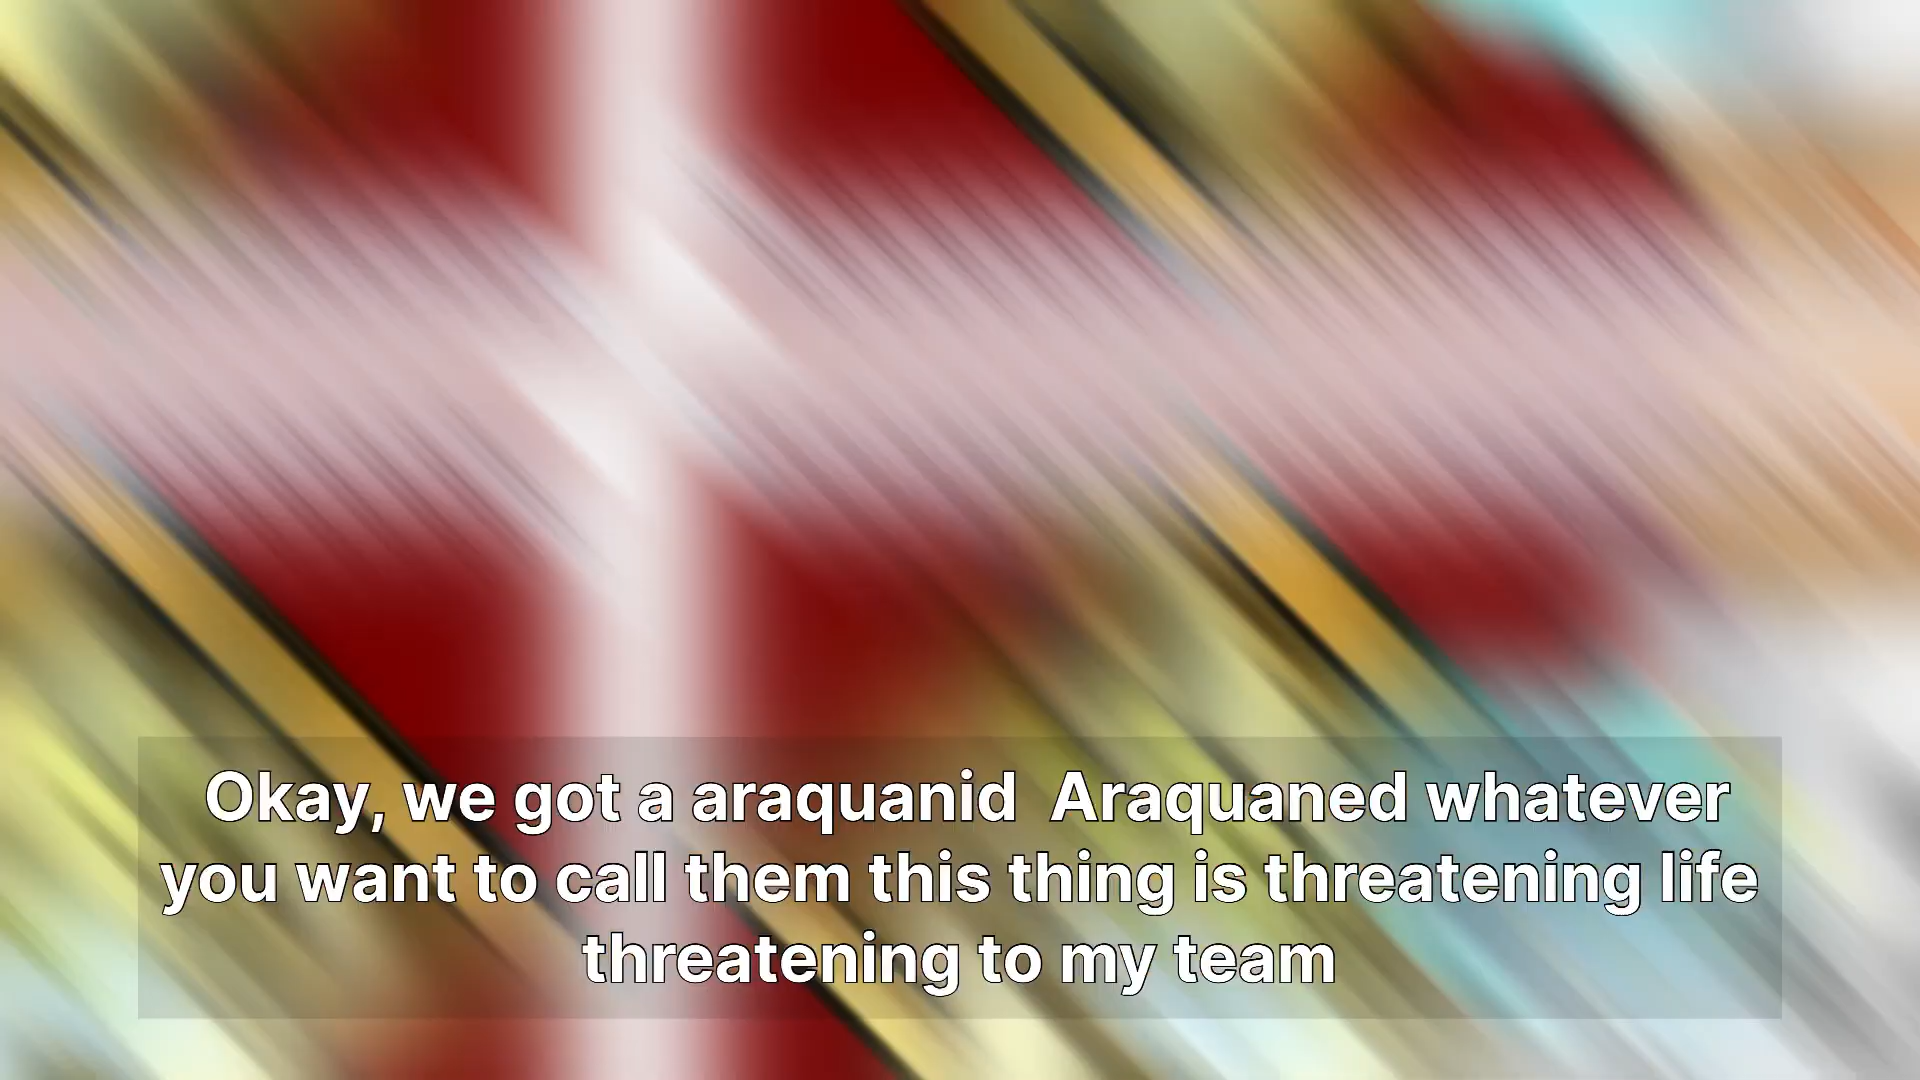 Okay, we got a araquanid  Araquaned whatever
you want to call them this thing is threatening life
threatening to my team